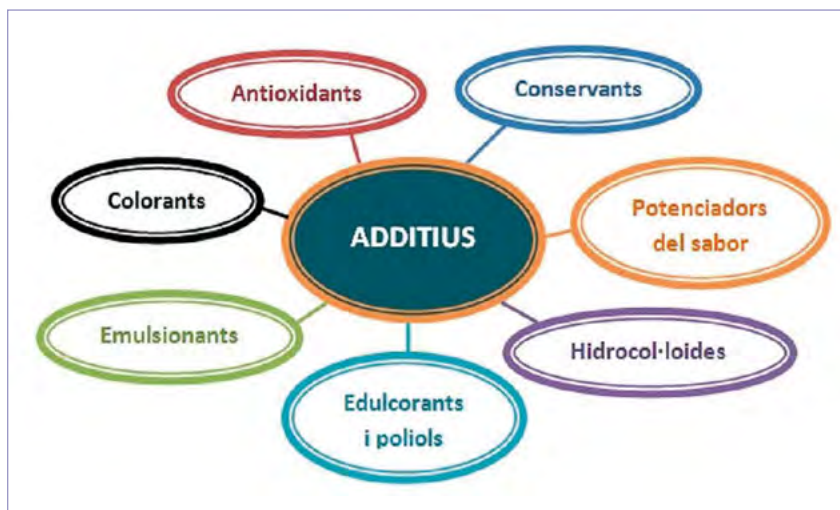 Antioxidants
Conservants
Colorants
ADDITIUS
Potenciadors
del sabor
Emulsionants
Hidrocol·loides
Edulcorants
i poliols